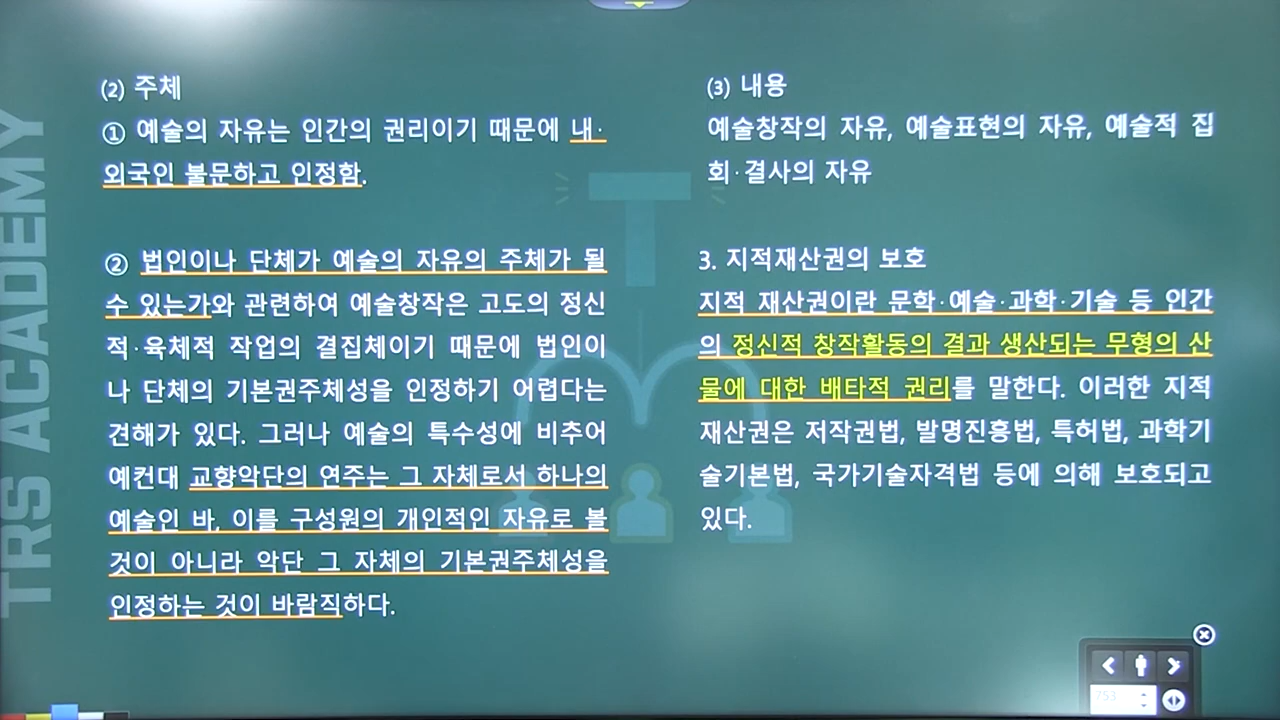 (2) 주체
① 예술의 자유는 인간의 권리이기 때문에 내·
외국인 불문하고 인정함.
② 법인이나 단체가 예술의 자유의 주체가 될
수 있는가와 관련하여 예술창작은 고도의 정신
적·육체적 작업의 결집체이기 때문에 법인이
나 단체의 기본권주체성을 인정하기 어렵다는
견해가 있다. 그러나 예술의 특수성에 비추어
예컨대 교향악단의 연주는 그 자체로서 하나의
예술인 바, 이를 구성원의 개인적인 자유로 볼
것이 아니라 악단 그 자체의 기본권주체성을
인정하는 것이 바람직하다.
(3) 내용
예술창작의 자유, 예술표현의 자유, 예술적 집
회·결사의 자유
3. 지적재산권의 보호
지적 재산권이란 문학·예술·과학·기술 등 인간
의 정신적 창작활동의 결과 생산되는 무형의 산
물에 대한 배타적 권리를 말한다. 이러한 지적
재산권은 저작권법, 발명진흥법, 특허법, 과학기
술기본법, 국가기술자격법 등에 의해 보호되고
있다.
TRS ACADEMY
753